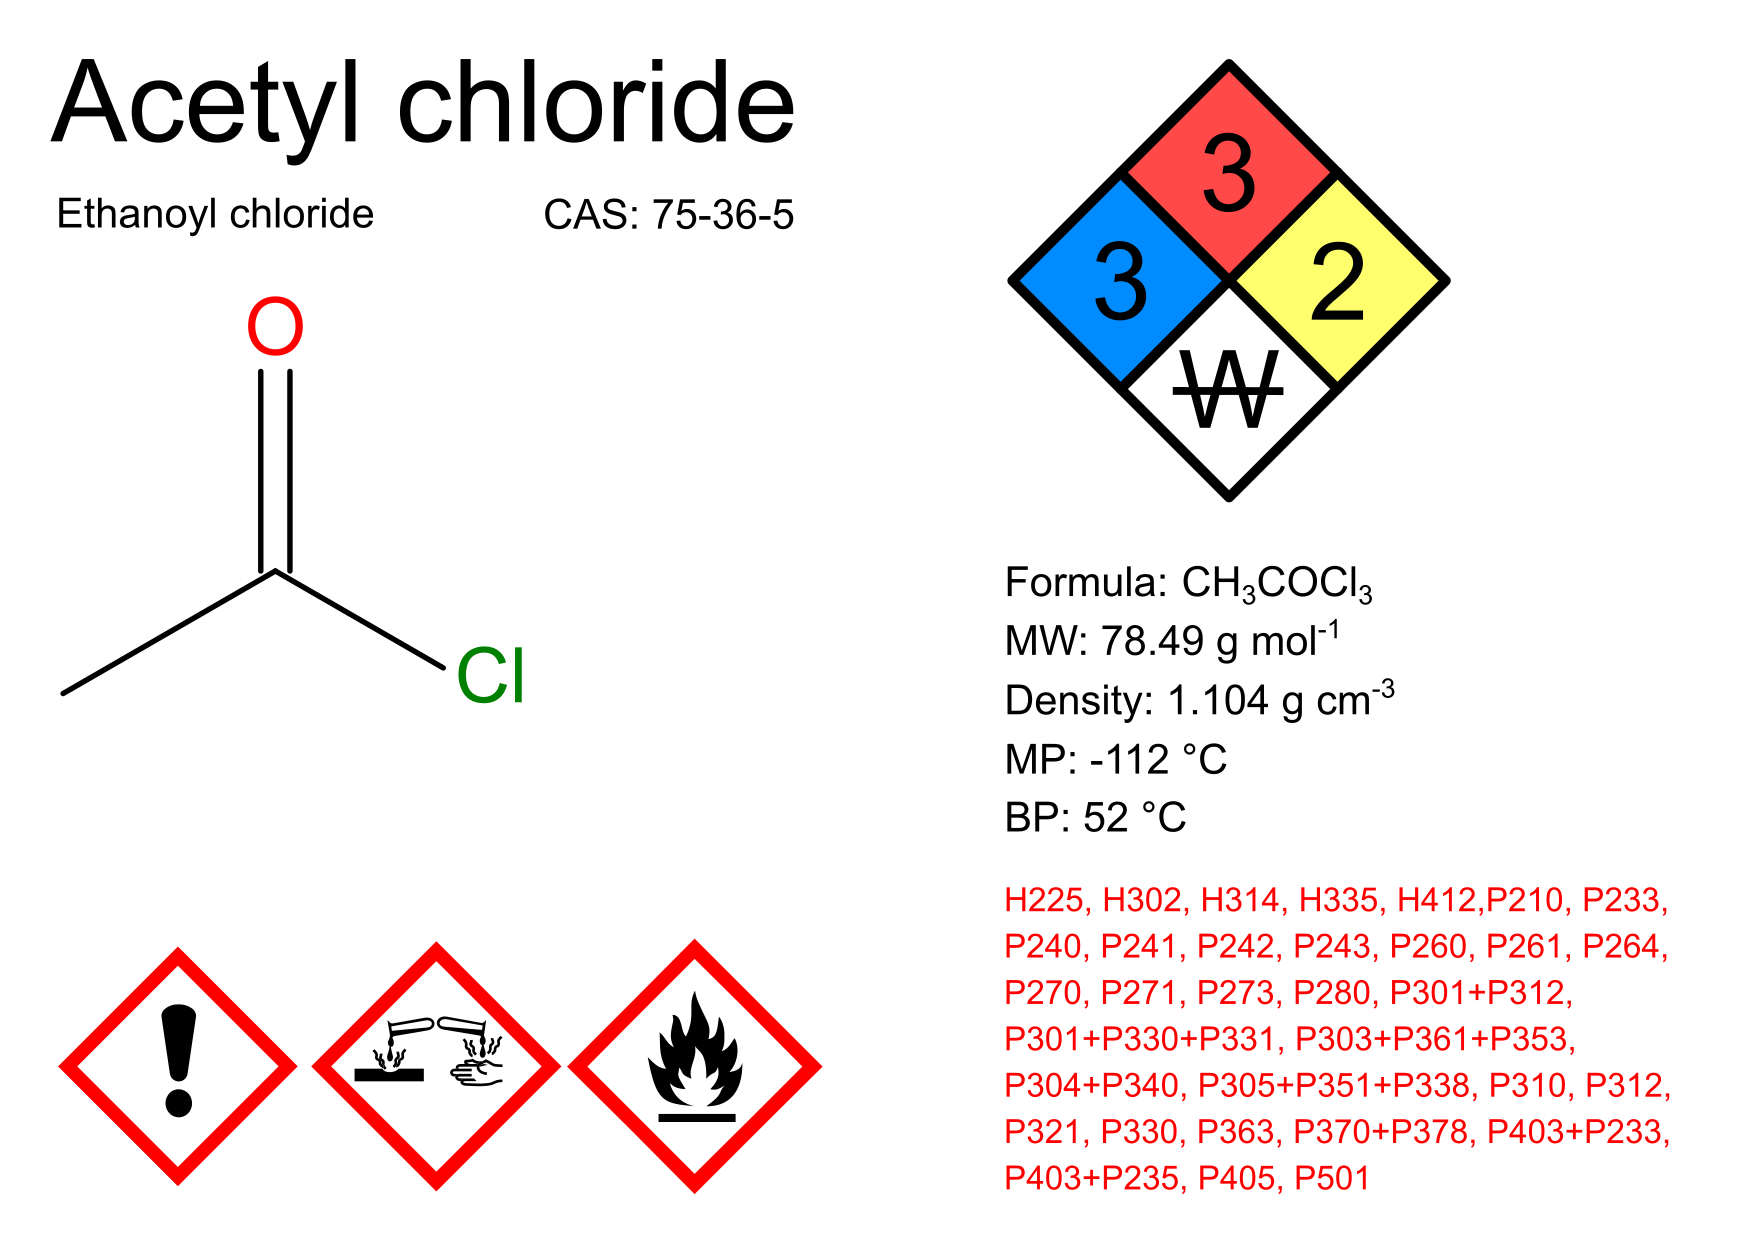 Acetyl chloride
Ethanoyl chloride
CAS: 75-36-5
O
Cl
3
3
2
W
Formula: CH₃COCl₃
MW: 78.49 g mol⁻¹
Density: 1.104 g cm⁻³
MP: -112 °C
BP: 52 °C
H225, H302, H314, H335, H412,P210, P233,
P240, P241, P242, P243, P260, P261, P264,
P270, P271, P273, P280, P301+P312,
P301+P330+P331, P303+P361+P353,
P304+P340, P305+P351+P338, P310, P312,
P321, P330, P363, P370+P378, P403+P233,
P403+P235, P405, P501